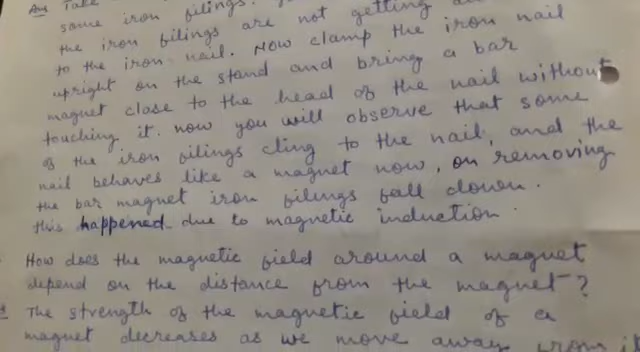 Ans Take
some iron filings.
the iron filings are not getting
to the iron nail. Now clamp the iron nail
upright on the stand and bring a bar
magnet close to the head of the nail without
touching it. now you will observe that some
of the iron filings cling to the nail, and the
nail behaves like a magnet now, on removing
the bar magnet iron filings fall down.
this happened due to magnetic induction.
How does the magnetic field around a magnet
depend on the distance from the magnet?
The strength of the magnetic field of a
magnet decreases as we move away from it